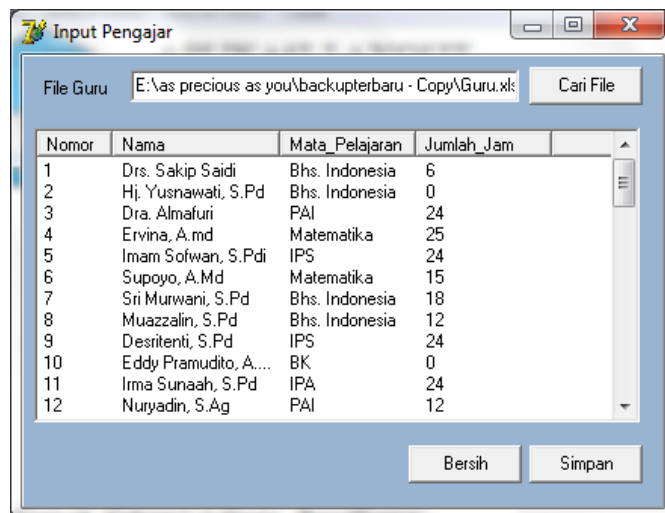 Input Pengajar
File Guru E:\as precious as you\backupterbaru - Copy\Guru.xls Cari File
Nomor Nama Mata_Pelajaran Jumlah_Jam
1 Drs. Sakip Saidi Bhs. Indonesia 6
2 Hj. Yusnawati, S.Pd Bhs. Indonesia 0
3 Dra. Almafuri PAI 24
4 Ervina, A.md Matematika 25
5 Imam Sofwan, S.Pdi IPS 24
6 Supoyo, A.Md Matematika 15
7 Sri Murwani, S.Pd Bhs. Indonesia 18
8 Muazzalin, S.Pd Bhs. Indonesia 12
9 Desritenti, S.Pd IPS 24
10 Eddy Pramudito, A.... BK 0
11 Irma Sunaah, S.Pd IPA 24
12 Nuryadin, S.Ag PAI 12
Bersih Simpan